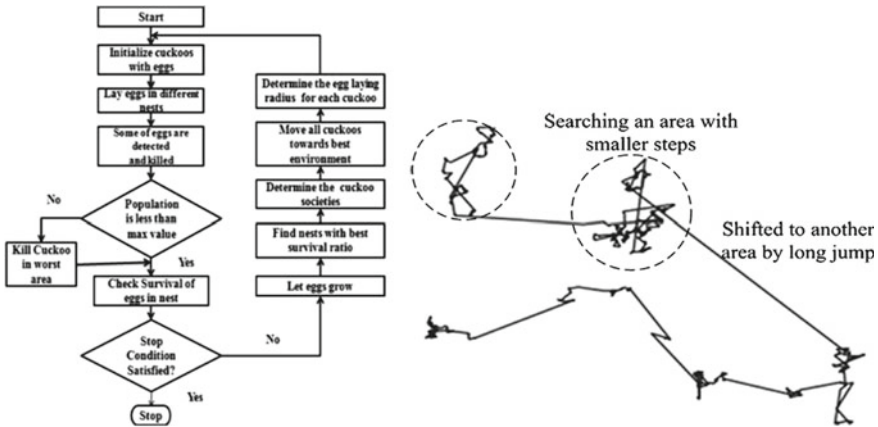 Start
Initialize cuckoos
with eggs
Lay eggs in different
nests
Some of eggs are
detected
and killed
No
Population
is less than
max value
Kill Cuckoo
in worst
area
Yes
Check Survival of
eggs in nest
Stop
Condition
Satisfied?
No
Yes
Stop
Determine the egg laying
radius for each cuckoo
Move all cuckoos
towards best
environment
Determine the cuckoo
societies
Find nests with best
survival ratio
Let eggs grow
Searching an area with
smaller steps
Shifted to another
area by long jump